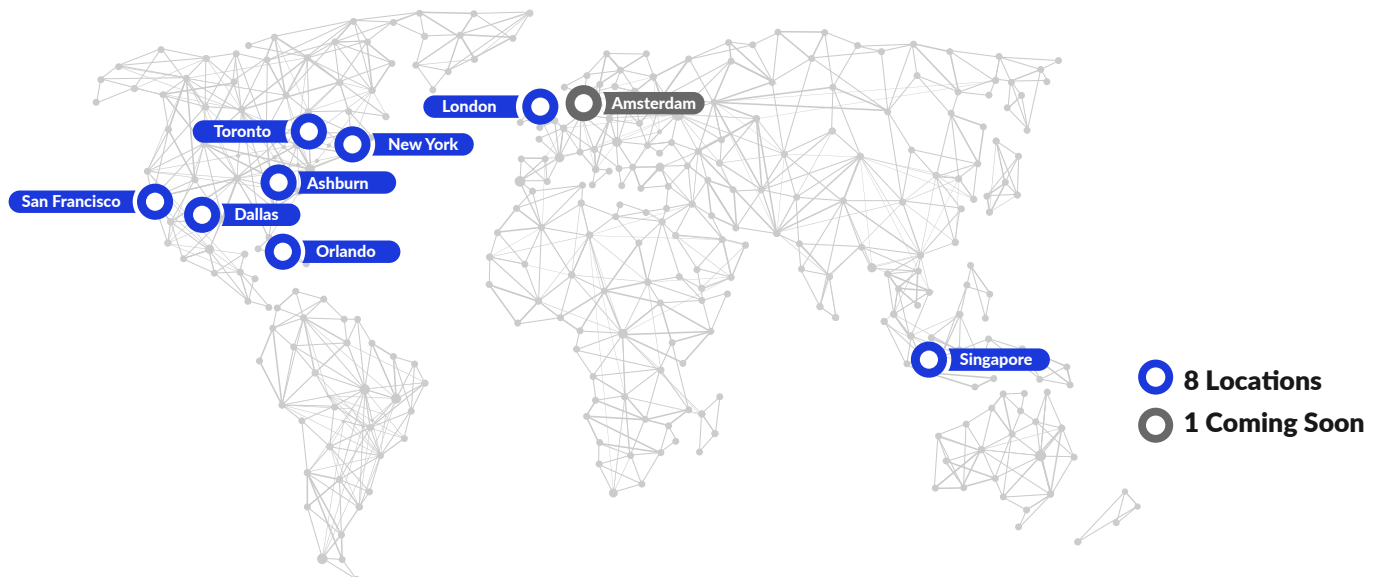 London
Amsterdam
Toronto
New York
Ashburn
San Francisco
Dallas
Orlando
Singapore
8 Locations
1 Coming Soon